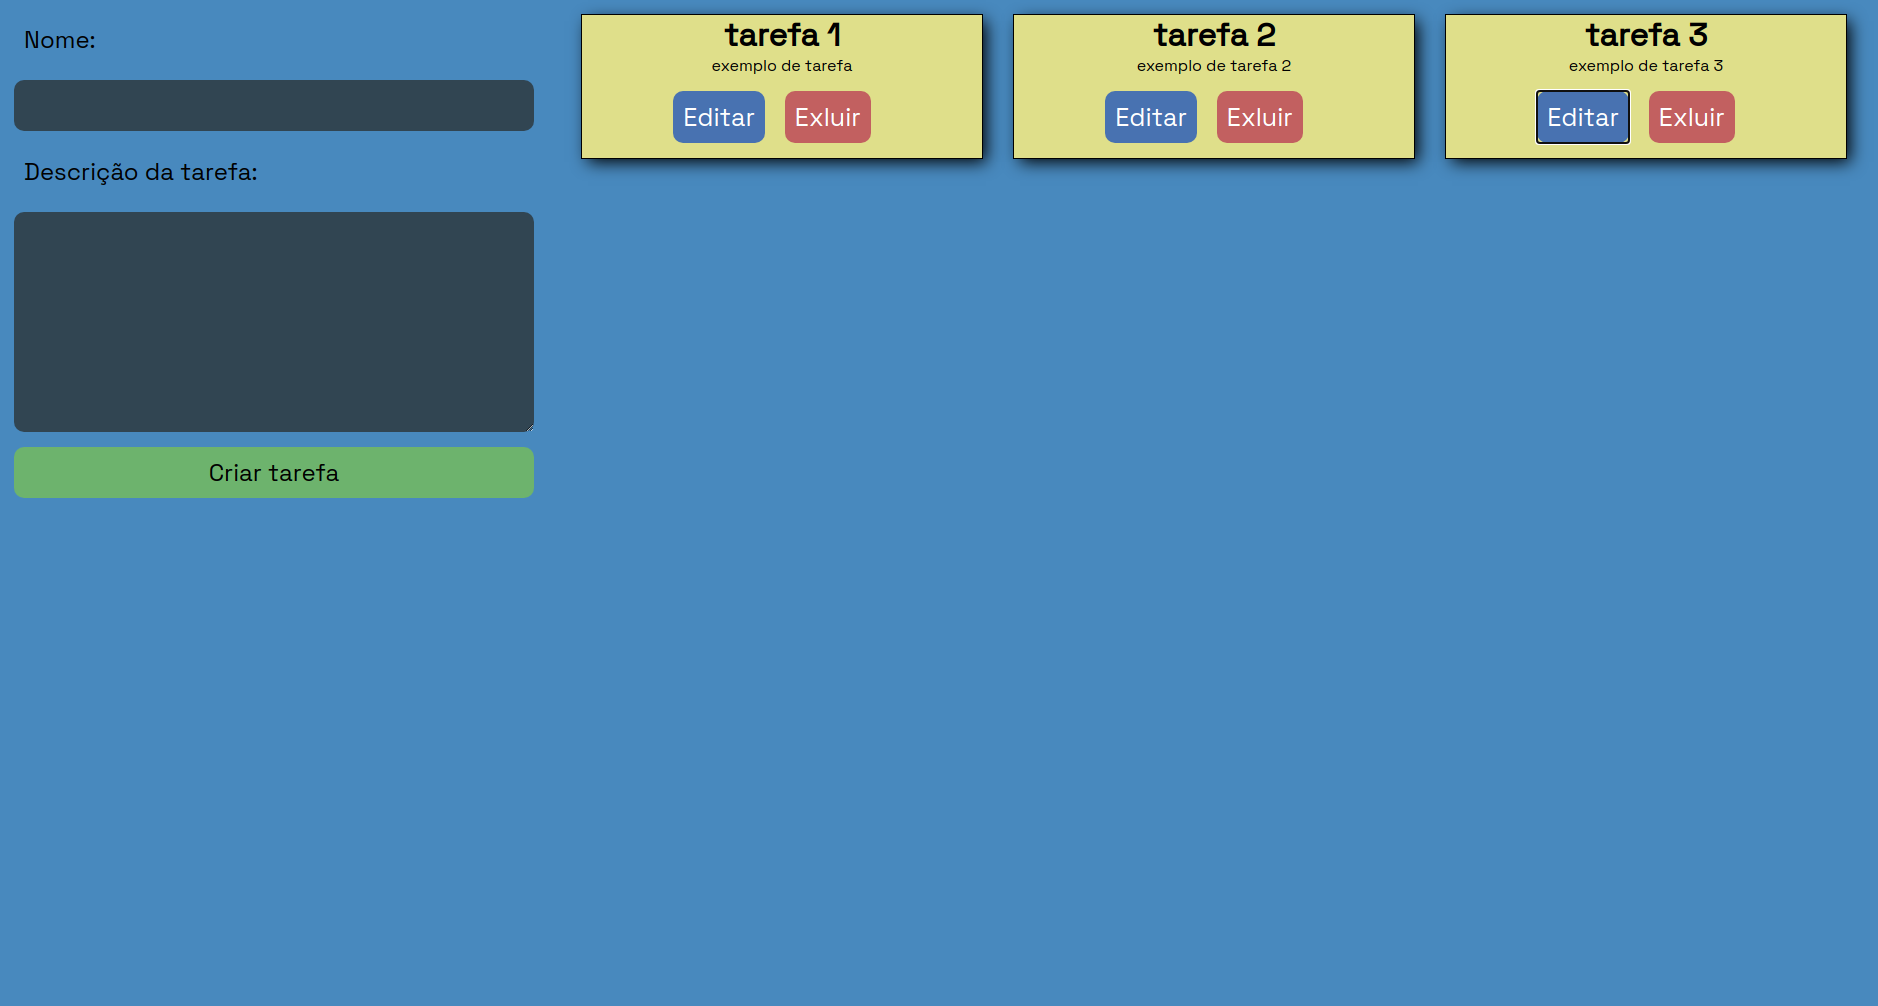 Nome:
Descrição da tarefa:
Criar tarefa
tarefa 1
exemplo de tarefa
Editar Exluir
tarefa 2
exemplo de tarefa 2
Editar Exluir
tarefa 3
exemplo de tarefa 3
Editar Exluir